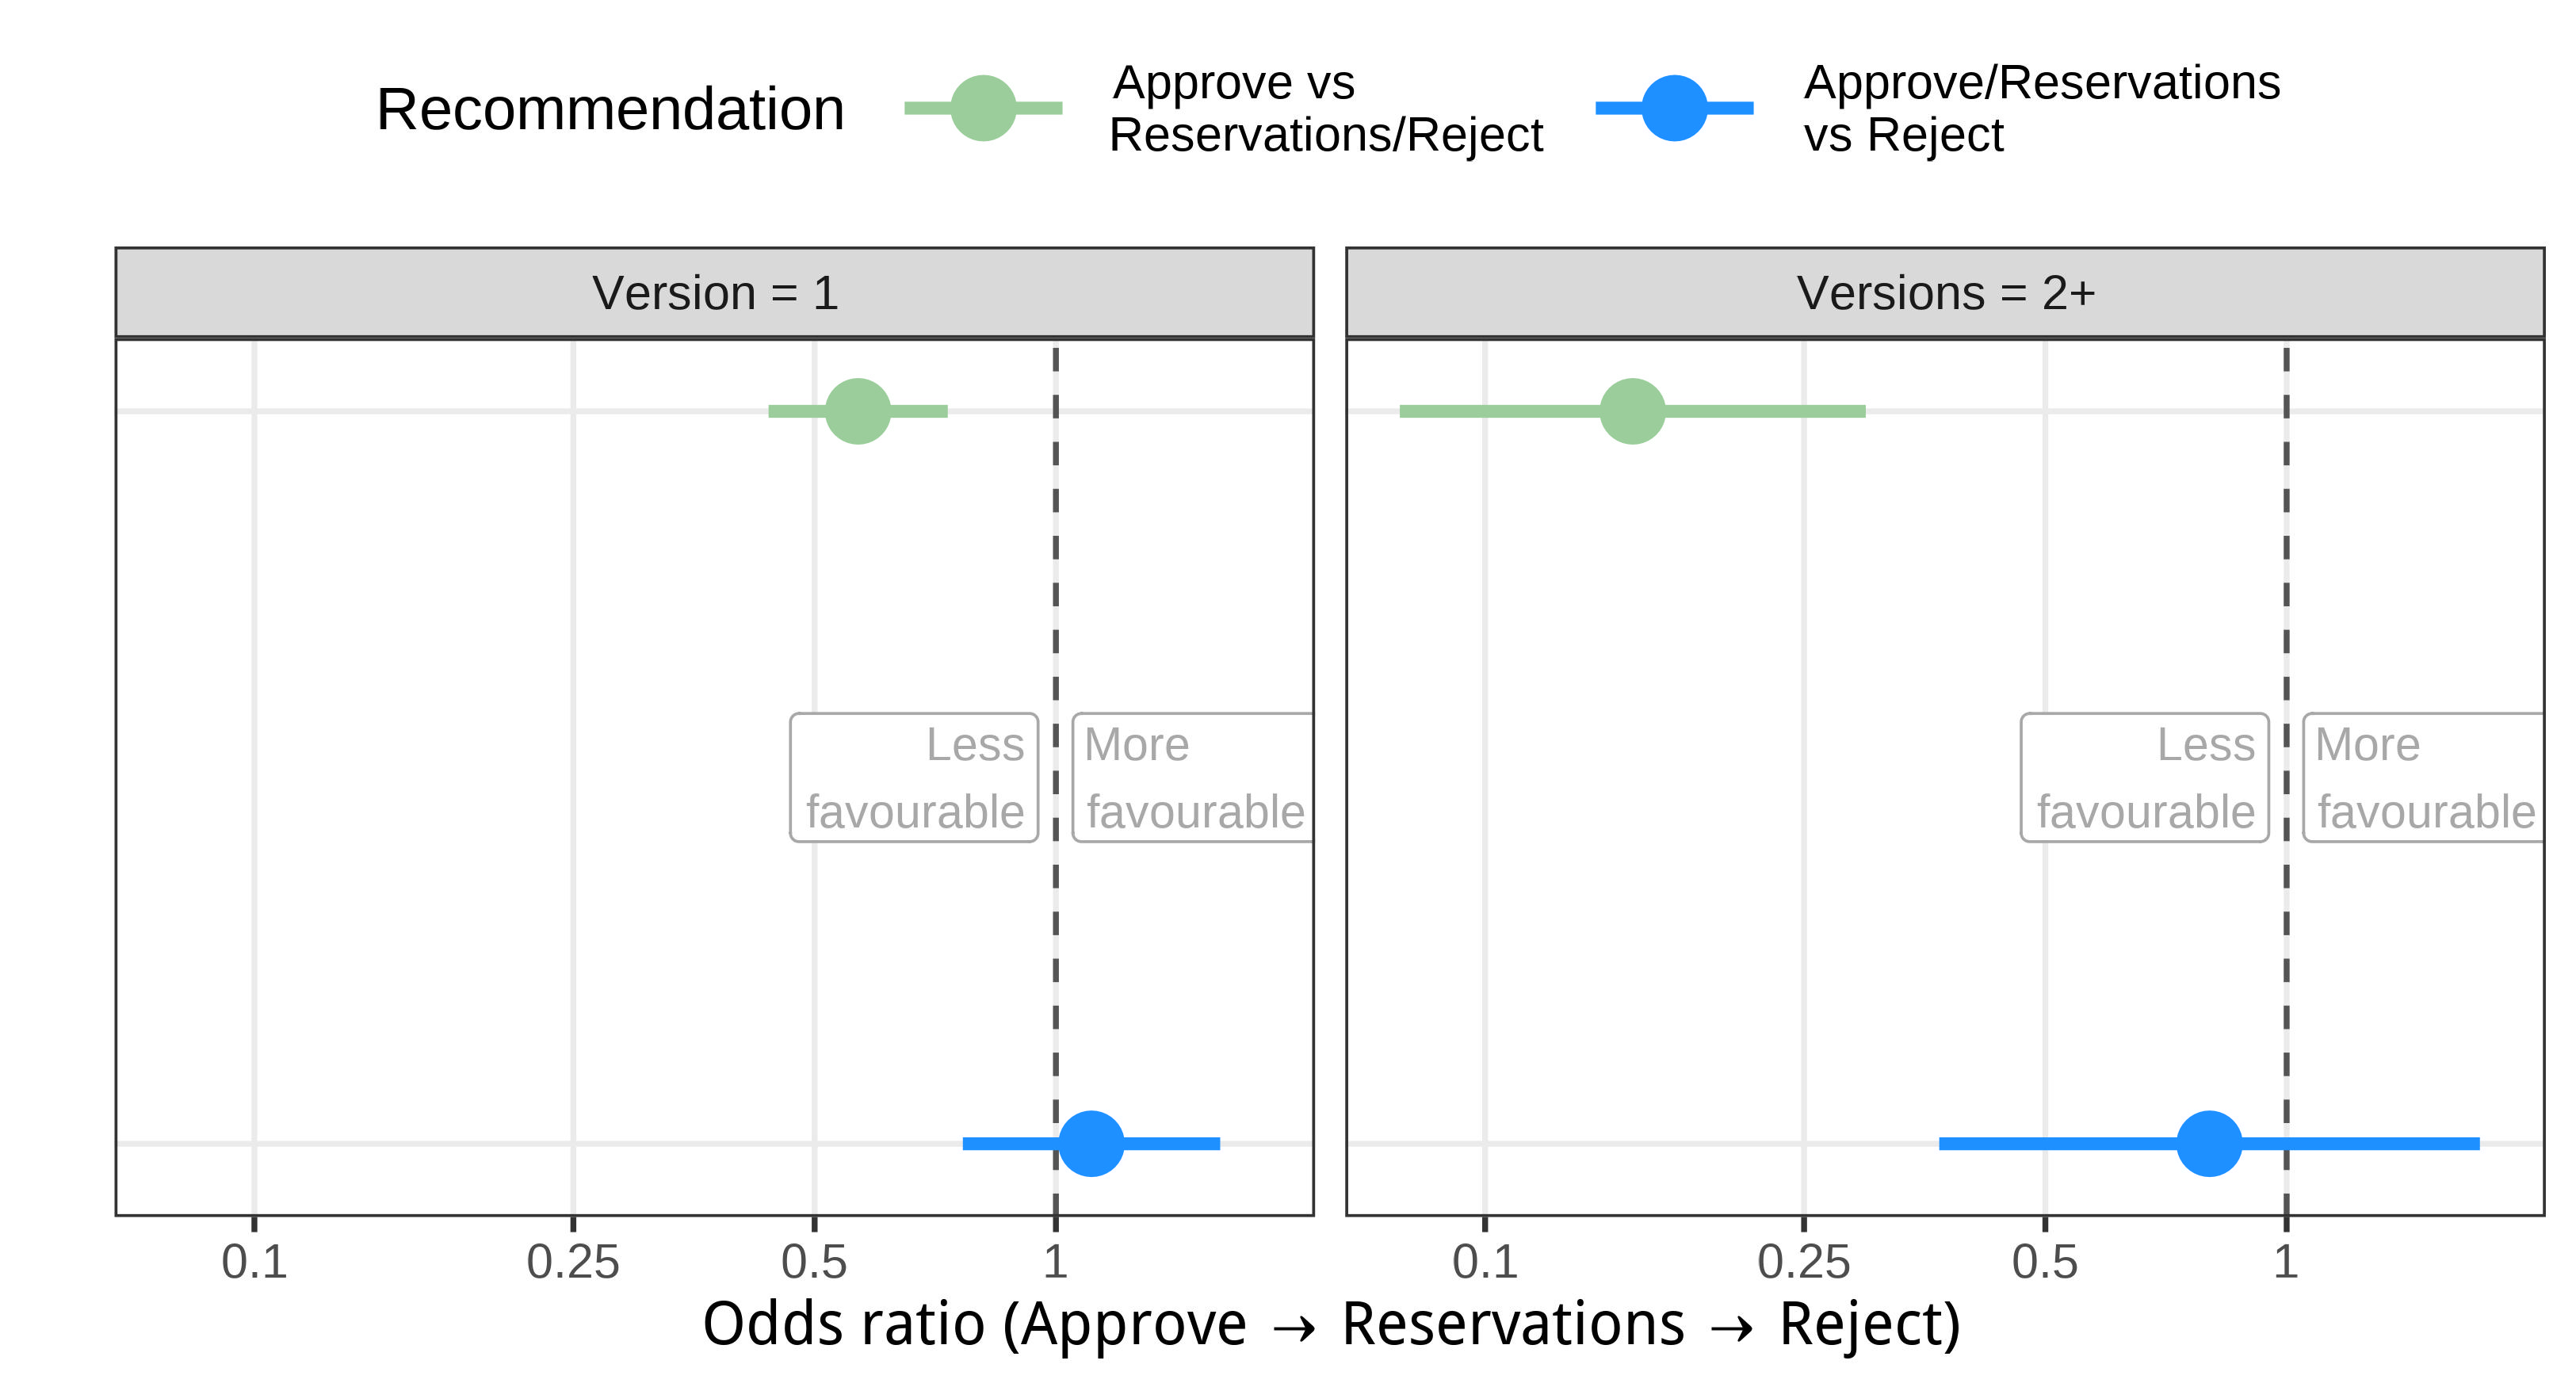 Recommendation
Approve vs
Reservations/Reject
Approve/Reservations
vs Reject
Version = 1
Versions = 2+
Less
favourable
More
favourable
Less
favourable
More
favourable
0.1
0.25
0.5
1
0.1
0.25
0.5
1
Odds ratio (Approve → Reservations → Reject)